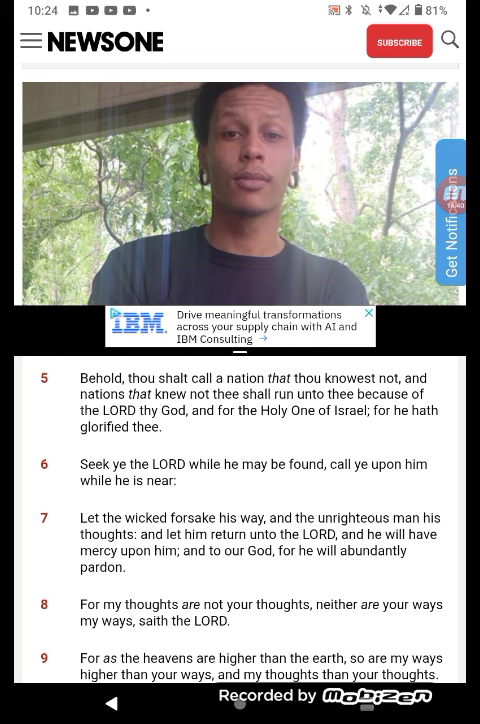 10:24
81%
NEWSONE
SUBSCRIBE
Get Notifications
18:40
IBM.
Drive meaningful transformations
across your supply chain with AI and
IBM Consulting →
5 Behold, thou shalt call a nation that thou knowest not, and
nations that knew not thee shall run unto thee because of
the LORD thy God, and for the Holy One of Israel; for he hath
glorified thee.
6 Seek ye the LORD while he may be found, call ye upon him
while he is near:
7 Let the wicked forsake his way, and the unrighteous man his
thoughts: and let him return unto the LORD, and he will have
mercy upon him; and to our God, for he will abundantly
pardon.
8 For my thoughts are not your thoughts, neither are your ways
my ways, saith the LORD.
9 For as the heavens are higher than the earth, so are my ways
higher than your ways, and my thoughts than your thoughts.
Recorded by Mobizen